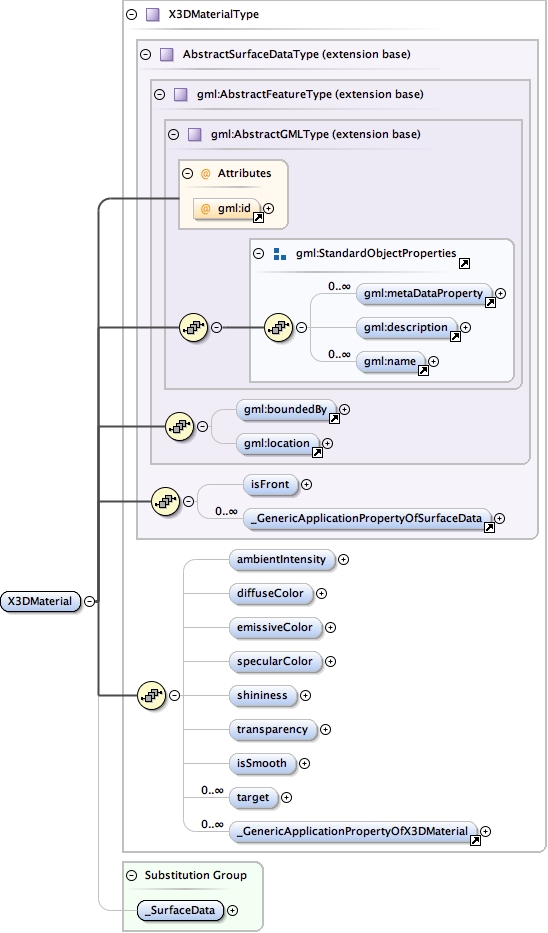 X3DMaterialType
AbstractSurfaceDataType (extension base)
gml:AbstractFeatureType (extension base)
gml:AbstractGMLType (extension base)
@ Attributes
@ gml:id
gml:StandardObjectProperties
0..∞
gml:metaDataProperty
gml:description
0..∞
gml:name
gml:boundedBy
gml:location
isFront
0..∞
_GenericApplicationPropertyOfSurfaceData
ambientIntensity
diffuseColor
X3DMaterial
emissiveColor
specularColor
shininess
transparency
isSmooth
0..∞
target
0..∞
_GenericApplicationPropertyOfX3DMaterial
Substitution Group
_SurfaceData